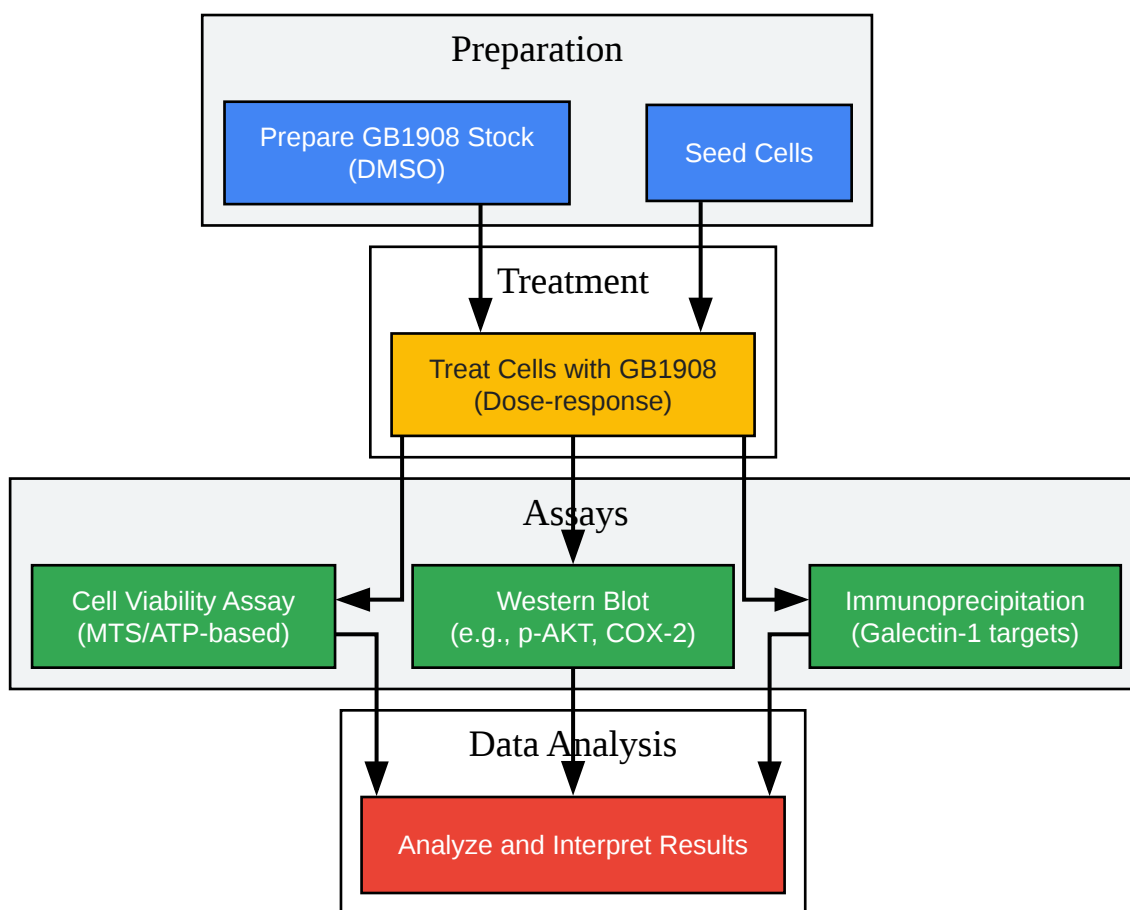 Preparation
Prepare GB1908 Stock
(DMSO)
Seed Cells
Treatment
Treat Cells with GB1908
(Dose-response)
Assays
Cell Viability Assay
(MTS/ATP-based)
Western Blot
(e.g., p-AKT, COX-2)
Immunoprecipitation
(Galectin-1 targets)
Data Analysis
Analyze and Interpret Results